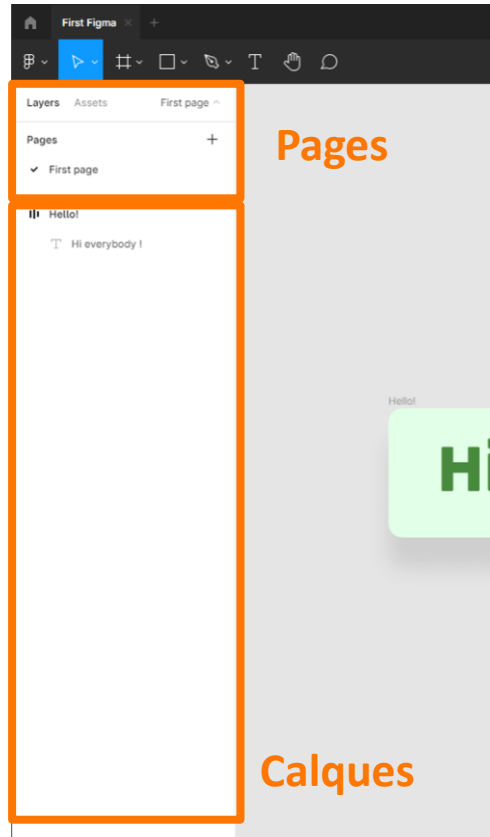 First Figma
T
Layers Assets First page
Pages
First page
Pages
Hello!
T Hi everybody !
Hello!
Hi
Calques